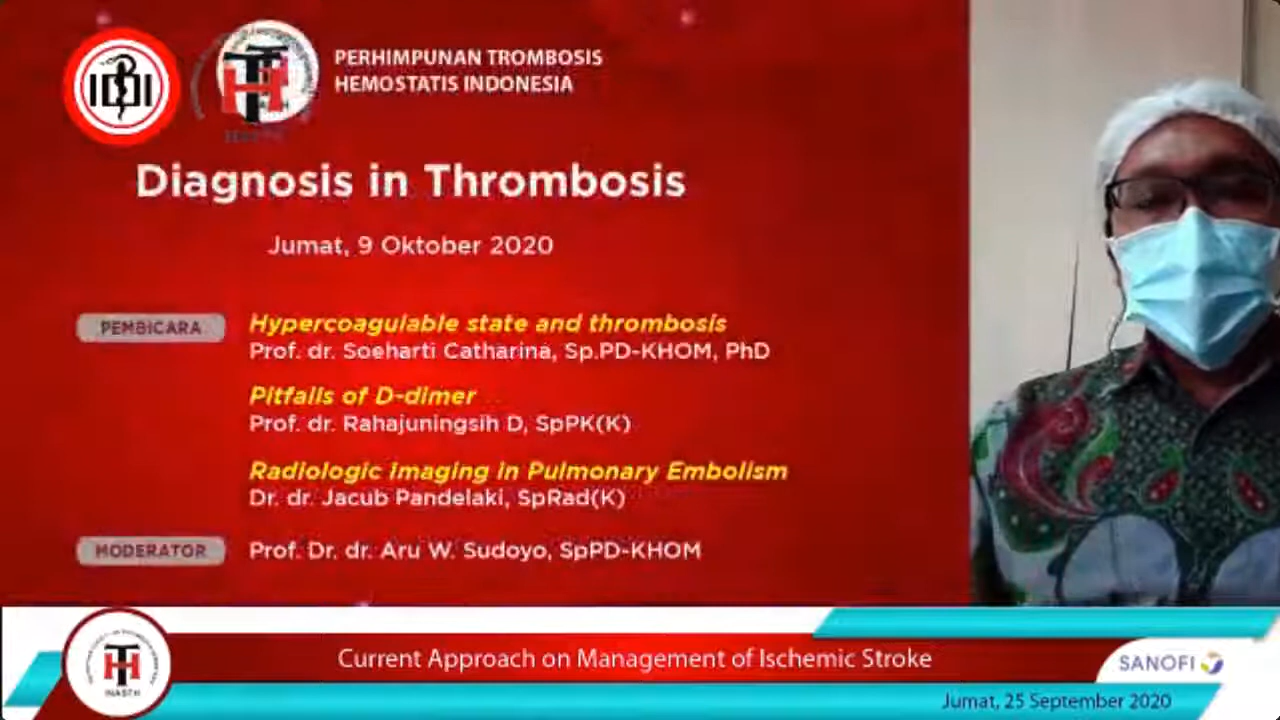 IDI
PERHIMPUNAN TROMBOSIS
HEMOSTATIS INDONESIA
Diagnosis in Thrombosis
Jumat, 9 Oktober 2020
PEMBICARA
Hypercoagulable state and thrombosis
Prof. dr. Soeharti Catharina, Sp.PD-KHOM, PhD
Pitfalls of D-dimer
Prof. dr. Rahajuningsih D, SpPK(K)
Radiologic Imaging in Pulmonary Embolism
Dr. dr. Jacub Pandelaki, SpRad(K)
MODERATOR
Prof. Dr. dr. Aru W. Sudoyo, SpPD-KHOM
TH
INASTH
Current Approach on Management of Ischemic Stroke
SANOFI
Jumat, 25 September 2020